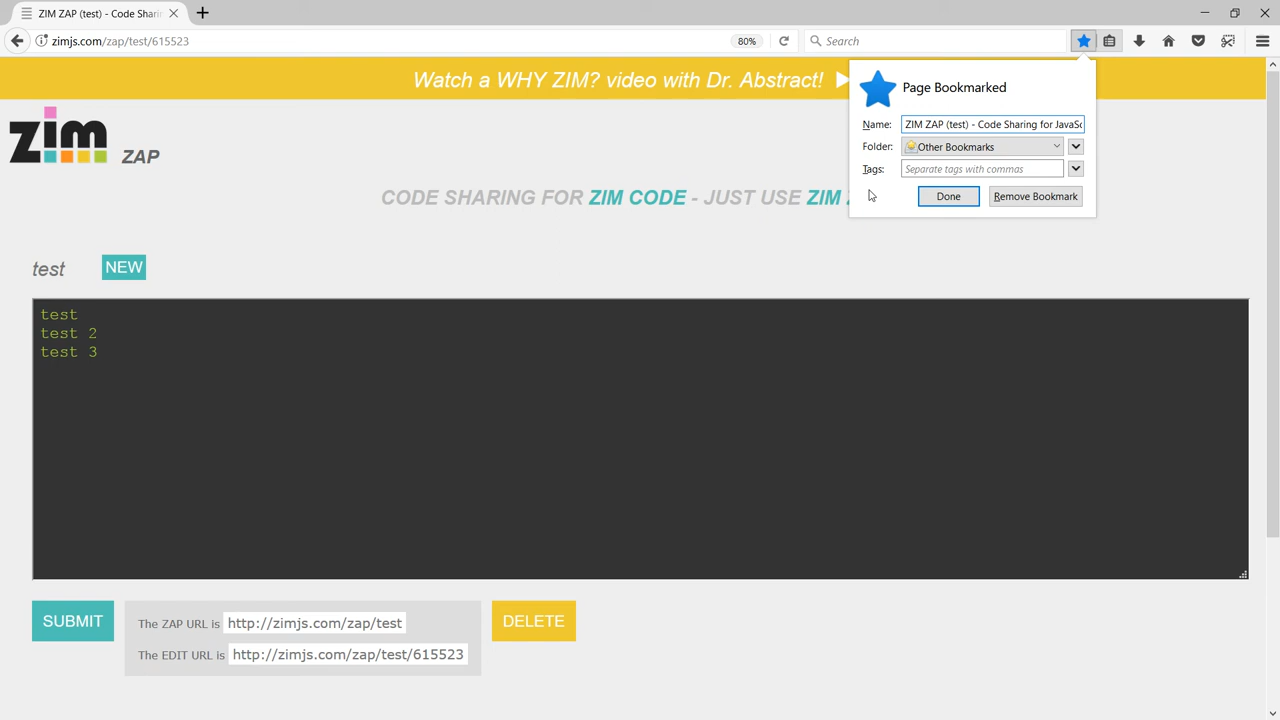 ZIM ZAP (test) - Code Sharin
zimjs.com/zap/test/615523
80%
Search
Watch a WHY ZIM? video with Dr. Abstract!
Page Bookmarked
Name: ZIM ZAP (test) - Code Sharing for JavaSc
Folder: Other Bookmarks
Tags: Separate tags with commas
Done
Remove Bookmark
zim ZAP
CODE SHARING FOR ZIM CODE - JUST USE ZIM
test
NEW
test
test 2
test 3
SUBMIT
The ZAP URL is http://zimjs.com/zap/test
The EDIT URL is http://zimjs.com/zap/test/615523
DELETE